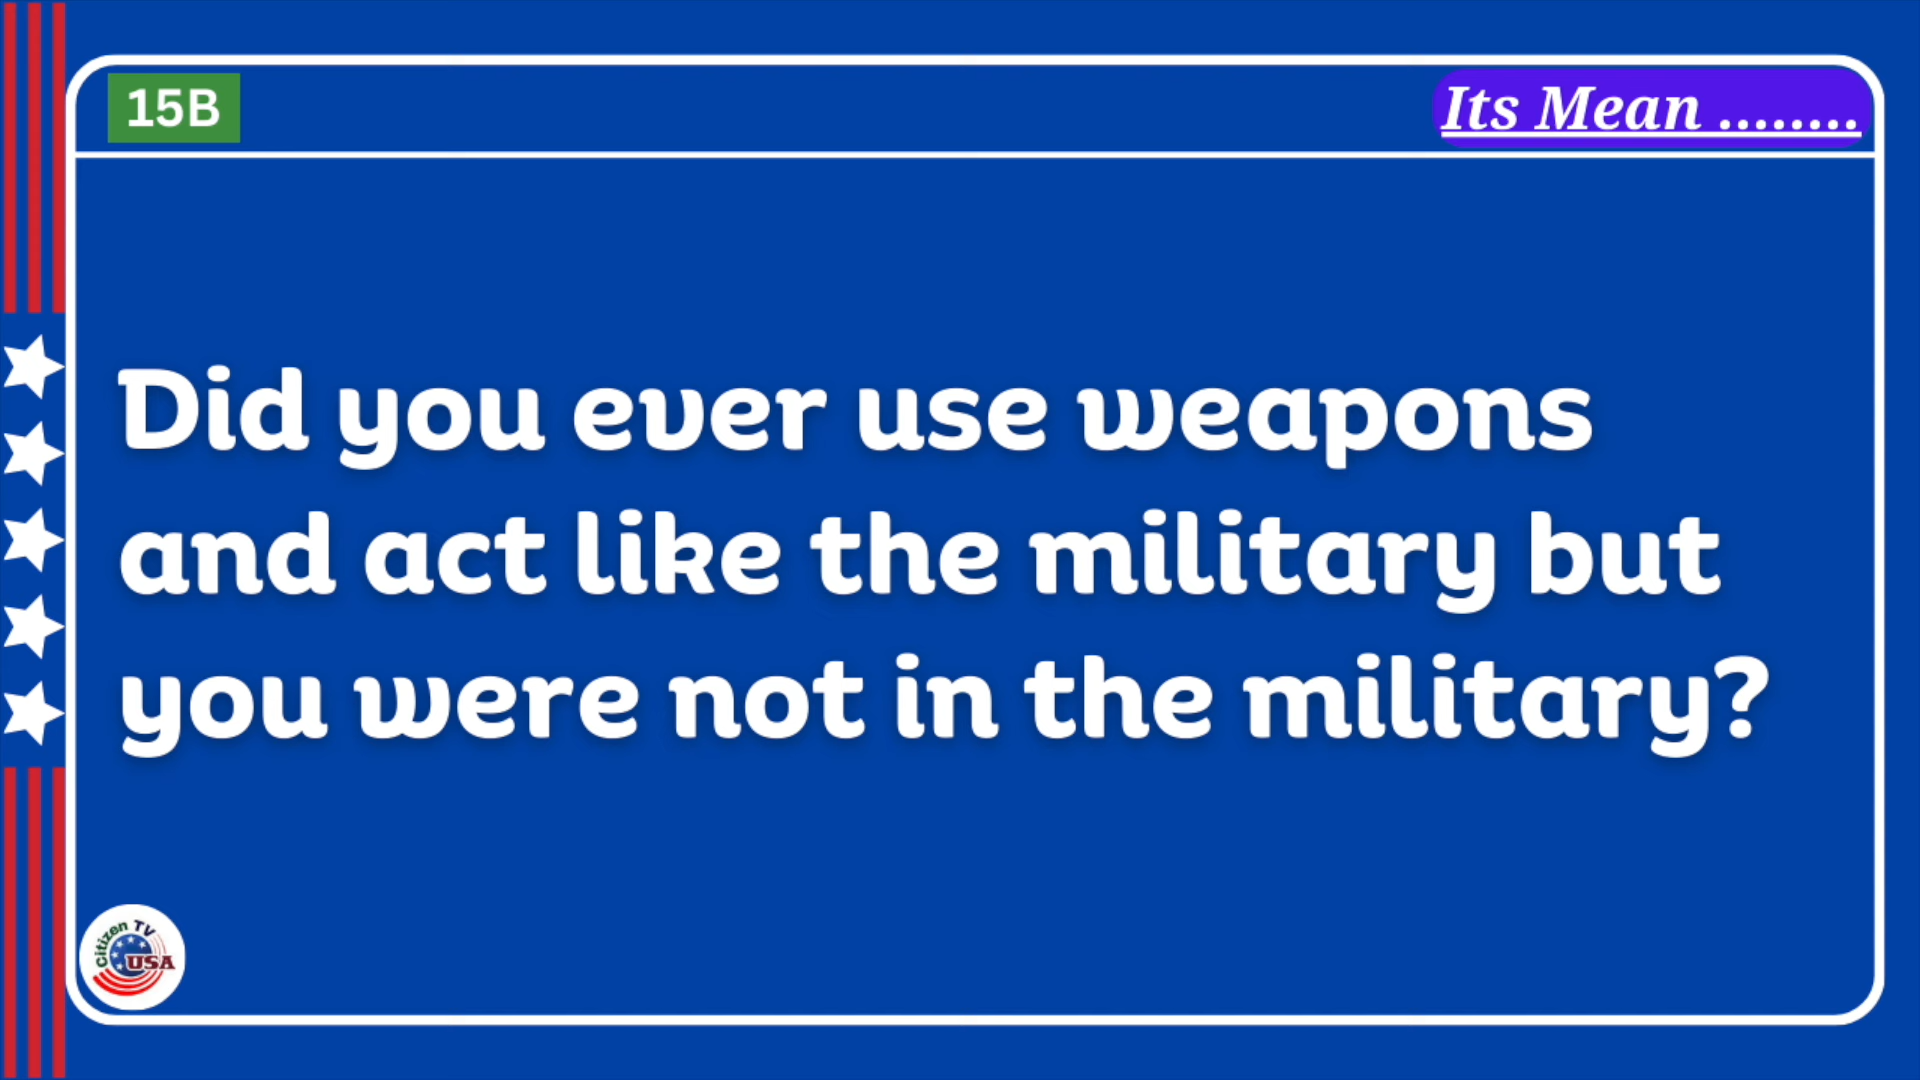 15B
Its Mean ........
Did you ever use weapons
and act like the military but
you were not in the military?
Citizen TV
USA